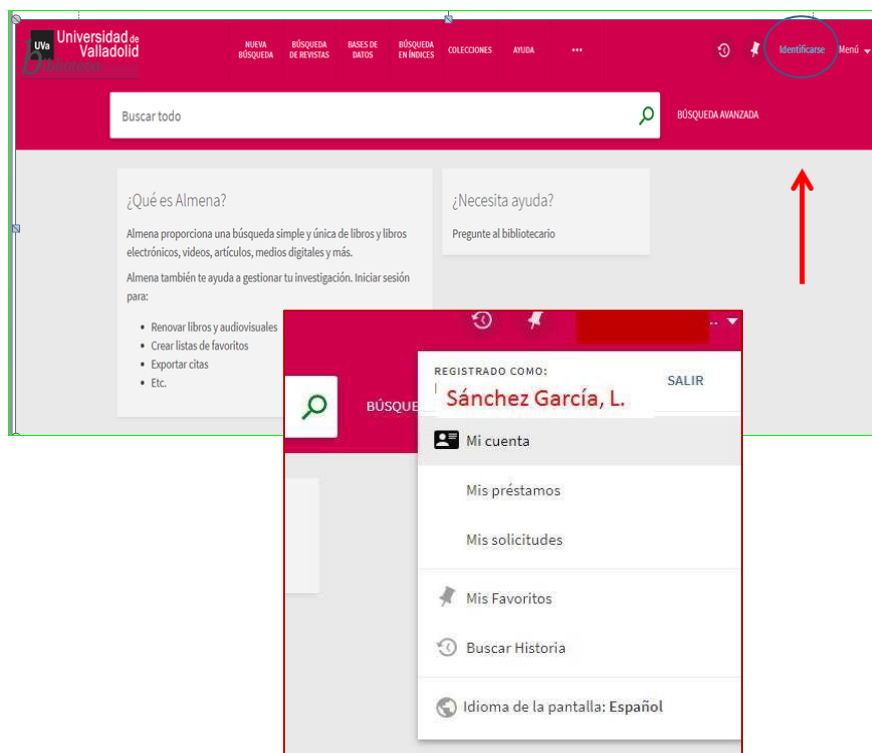 UVa Universidad de Valladolid
Biblioteca
NUEVA BÚSQUEDA
BÚSQUEDA DE REVISTAS
BASES DE DATOS
BÚSQUEDA EN ÍNDICES
COLECCIONES
AYUDA
•••
Identificarse
Menú
Buscar todo
BÚSQUEDA AVANZADA
¿Qué es Almena?
Almena proporciona una búsqueda simple y única de libros y libros
electrónicos, videos, artículos, medios digitales y más.
Almena también te ayuda a gestionar tu investigación. Iniciar sesión
para:
• Renovar libros y audiovisuales
• Crear listas de favoritos
• Exportar citas
• Etc.
¿Necesita ayuda?
Pregunte al bibliotecario
BÚSQUE
REGISTRADO COMO:
Sánchez García, L.
SALIR
Mi cuenta
Mis préstamos
Mis solicitudes
Mis Favoritos
Buscar Historia
Idioma de la pantalla: Español